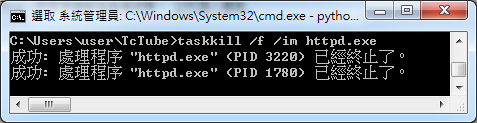 選取 系統管理員: C:\Windows\System32\cmd.exe - python...
C:\Users\user\TcTube>taskkill /f /im httpd.exe
成功: 處理程序 "httpd.exe" (PID 3220) 已經終止了。
成功: 處理程序 "httpd.exe" (PID 1780) 已經終止了。